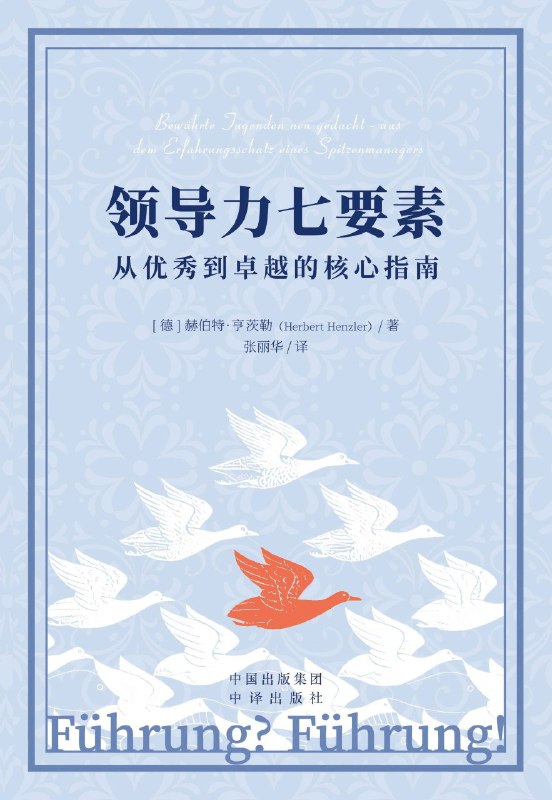 Bewährte Tugenden neu gedacht - aus
dem Erfahrungsschatz eines Spitzenmanagers
领导力七要素
从优秀到卓越的核心指南
[ 德 ] 赫伯特·亨茨勒（Herbert Henzler）/ 著
张丽华 / 译
中国出版集团
中译出版社
Führung? Führung!